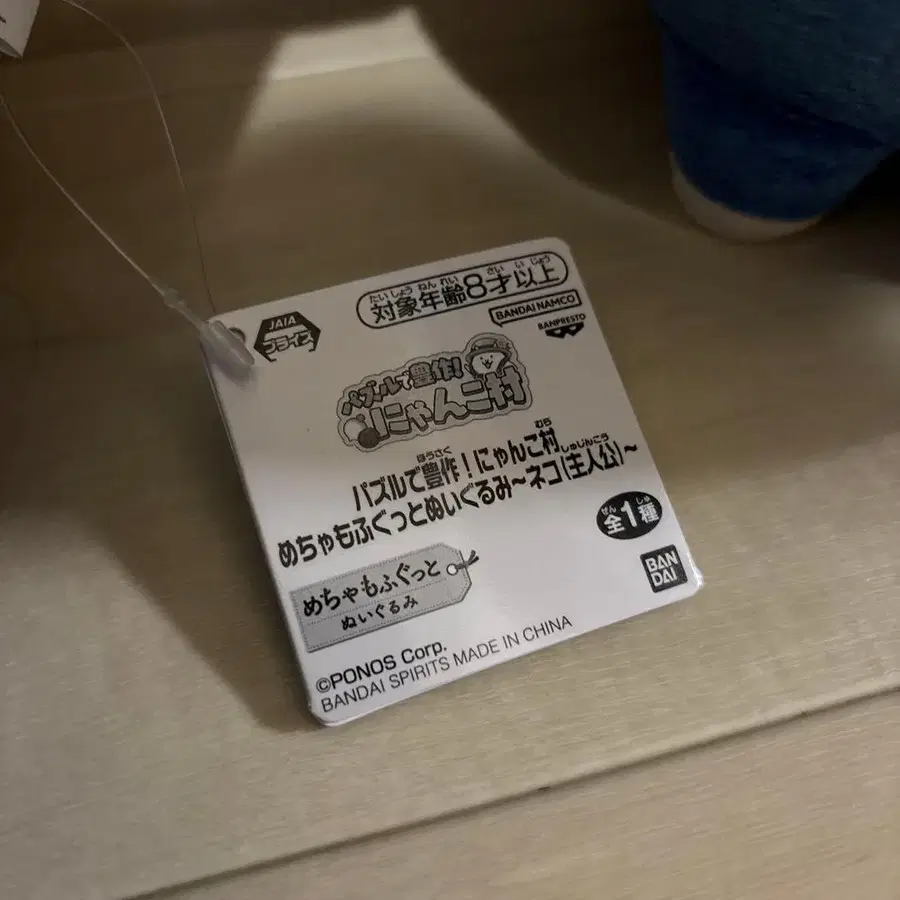 対象年齢8才以上
たいしょうねんれい さいいじょう
JAIA
プライズ
BANDAI NAMCO
BANPRESTO
パズルで豊作!
にゃんこ村
ほうさく むら
パズルで豊作!にゃんこ村
しゅじんこう
めちゃもふぐっとぬいぐるみ～ネコ(主人公)～
ぜん しゅ
全1種
めちゃもふぐっと
ぬいぐるみ
BAN
DAI
©PONOS Corp.
BANDAI SPIRITS MADE IN CHINA